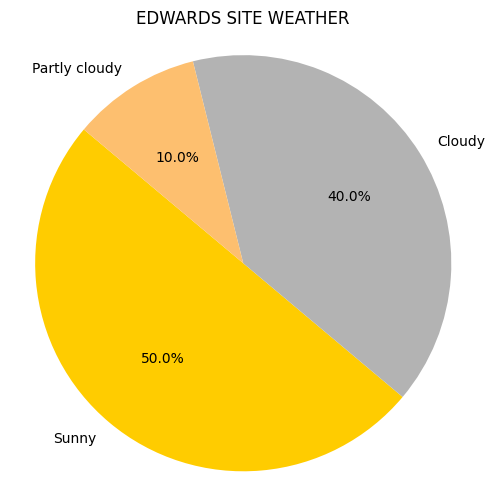 EDWARDS SITE WEATHER
Partly cloudy
Cloudy
10.0%
40.0%
50.0%
Sunny